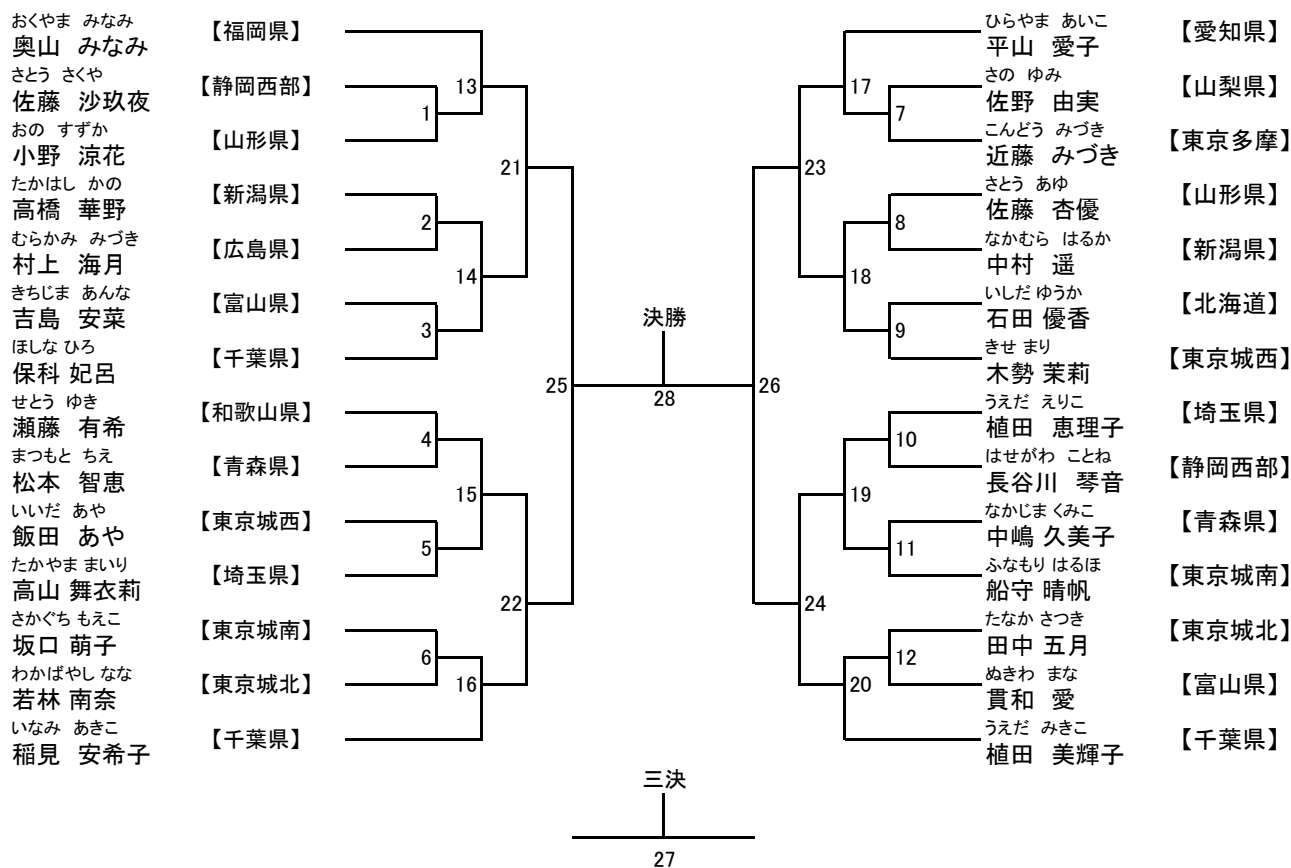 おくやま みなみ
奥山 みなみ 【福岡県】
さとう さくや
佐藤 沙玖夜 【静岡西部】
おの すずか
小野 涼花 【山形県】
たかはし かの
高橋 華野 【新潟県】
むらかみ みづき
村上 海月 【広島県】
きちじま あんな
吉島 安菜 【富山県】
ほしな ひろ
保科 妃呂 【千葉県】
せとう ゆき
瀬藤 有希 【和歌山県】
まつもと ちえ
松本 智恵 【青森県】
いいだ あや
飯田 あや 【東京城西】
たかやま まいり
高山 舞衣莉 【埼玉県】
さかぐち もえこ
坂口 萌子 【東京城南】
わかばやし なな
若林 南奈 【東京城北】
いなみ あきこ
稲見 安希子 【千葉県】
13
1
21
2
14
3
25
4
15
5
22
6
16
決勝
28
ひらやま あいこ
平山 愛子 【愛知県】
さの ゆみ
佐野 由実 【山梨県】
こんどう みづき
近藤 みづき 【東京多摩】
さとう あゆ
佐藤 杏優 【山形県】
なかむら はるか
中村 遥 【新潟県】
いしだ ゆうか
石田 優香 【北海道】
きせ まり
木勢 茉莉 【東京城西】
うえだ えりこ
植田 恵理子 【埼玉県】
はせがわ ことね
長谷川 琴音 【静岡西部】
なかじま くみこ
中嶋 久美子 【青森県】
ふなもり はるほ
船守 晴帆 【東京城南】
たなか さつき
田中 五月 【東京城北】
ぬきわ まな
貫和 愛 【富山県】
うえだ みきこ
植田 美輝子 【千葉県】
17
7
23
8
18
9
26
10
19
11
24
12
20
三決
27